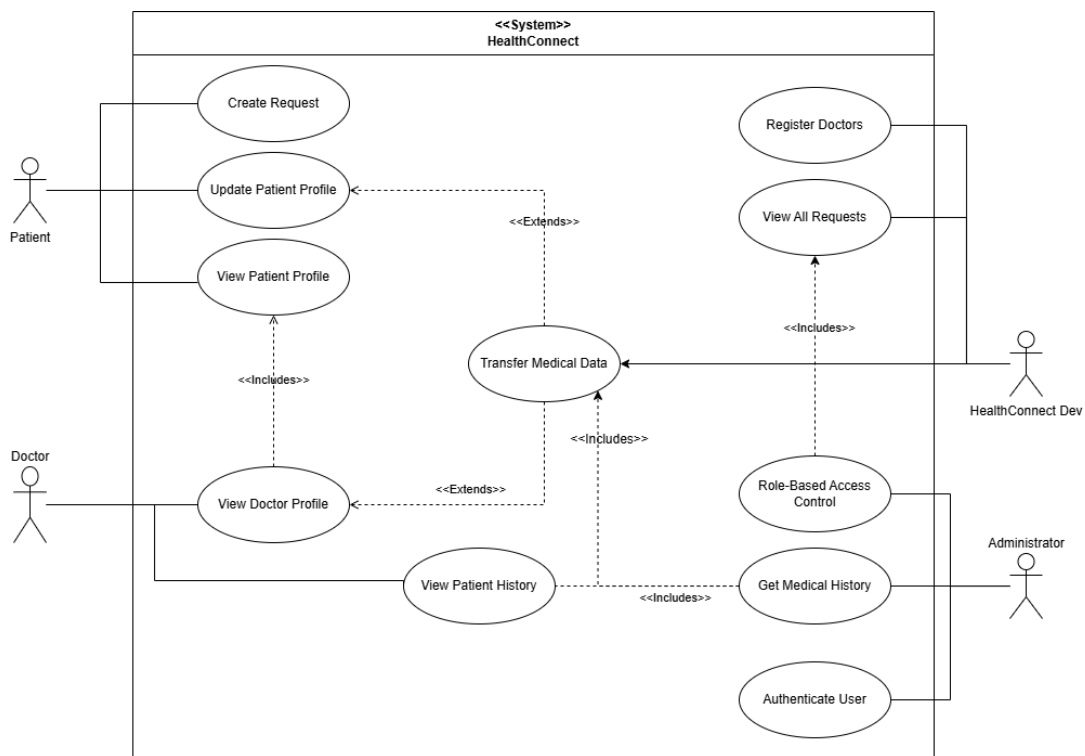 <<System>>
HealthConnect
Create Request
Register Doctors
Update Patient Profile
Patient
<<Extends>>
View All Requests
View Patient Profile
<<Includes>>
<<Includes>>
Transfer Medical Data
HealthConnect Dev
<<Includes>>
Doctor
<<Extends>>
View Doctor Profile
Role-Based Access
Control
Administrator
View Patient History
<<Includes>>
Get Medical History
Authenticate User